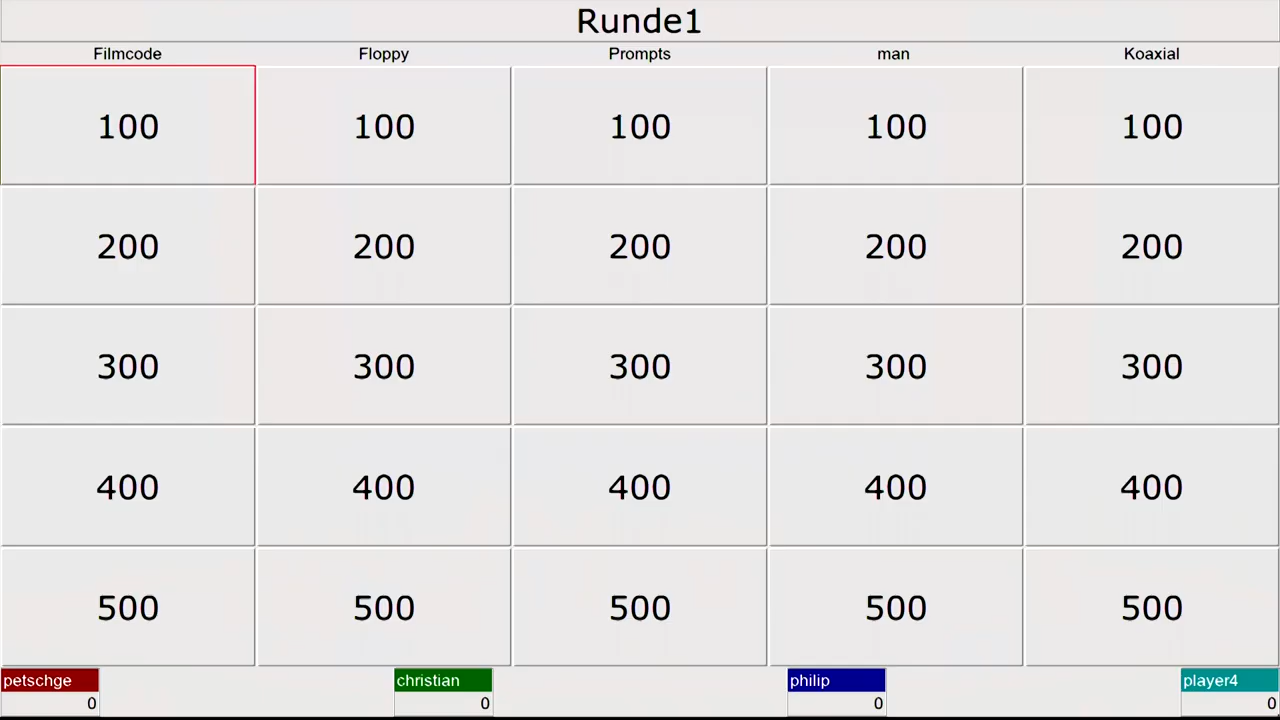 Runde1
Filmcode Floppy Prompts man Koaxial
100 100 100 100 100
200 200 200 200 200
300 300 300 300 300
400 400 400 400 400
500 500 500 500 500
petschge christian philip player4
0 0 0 0